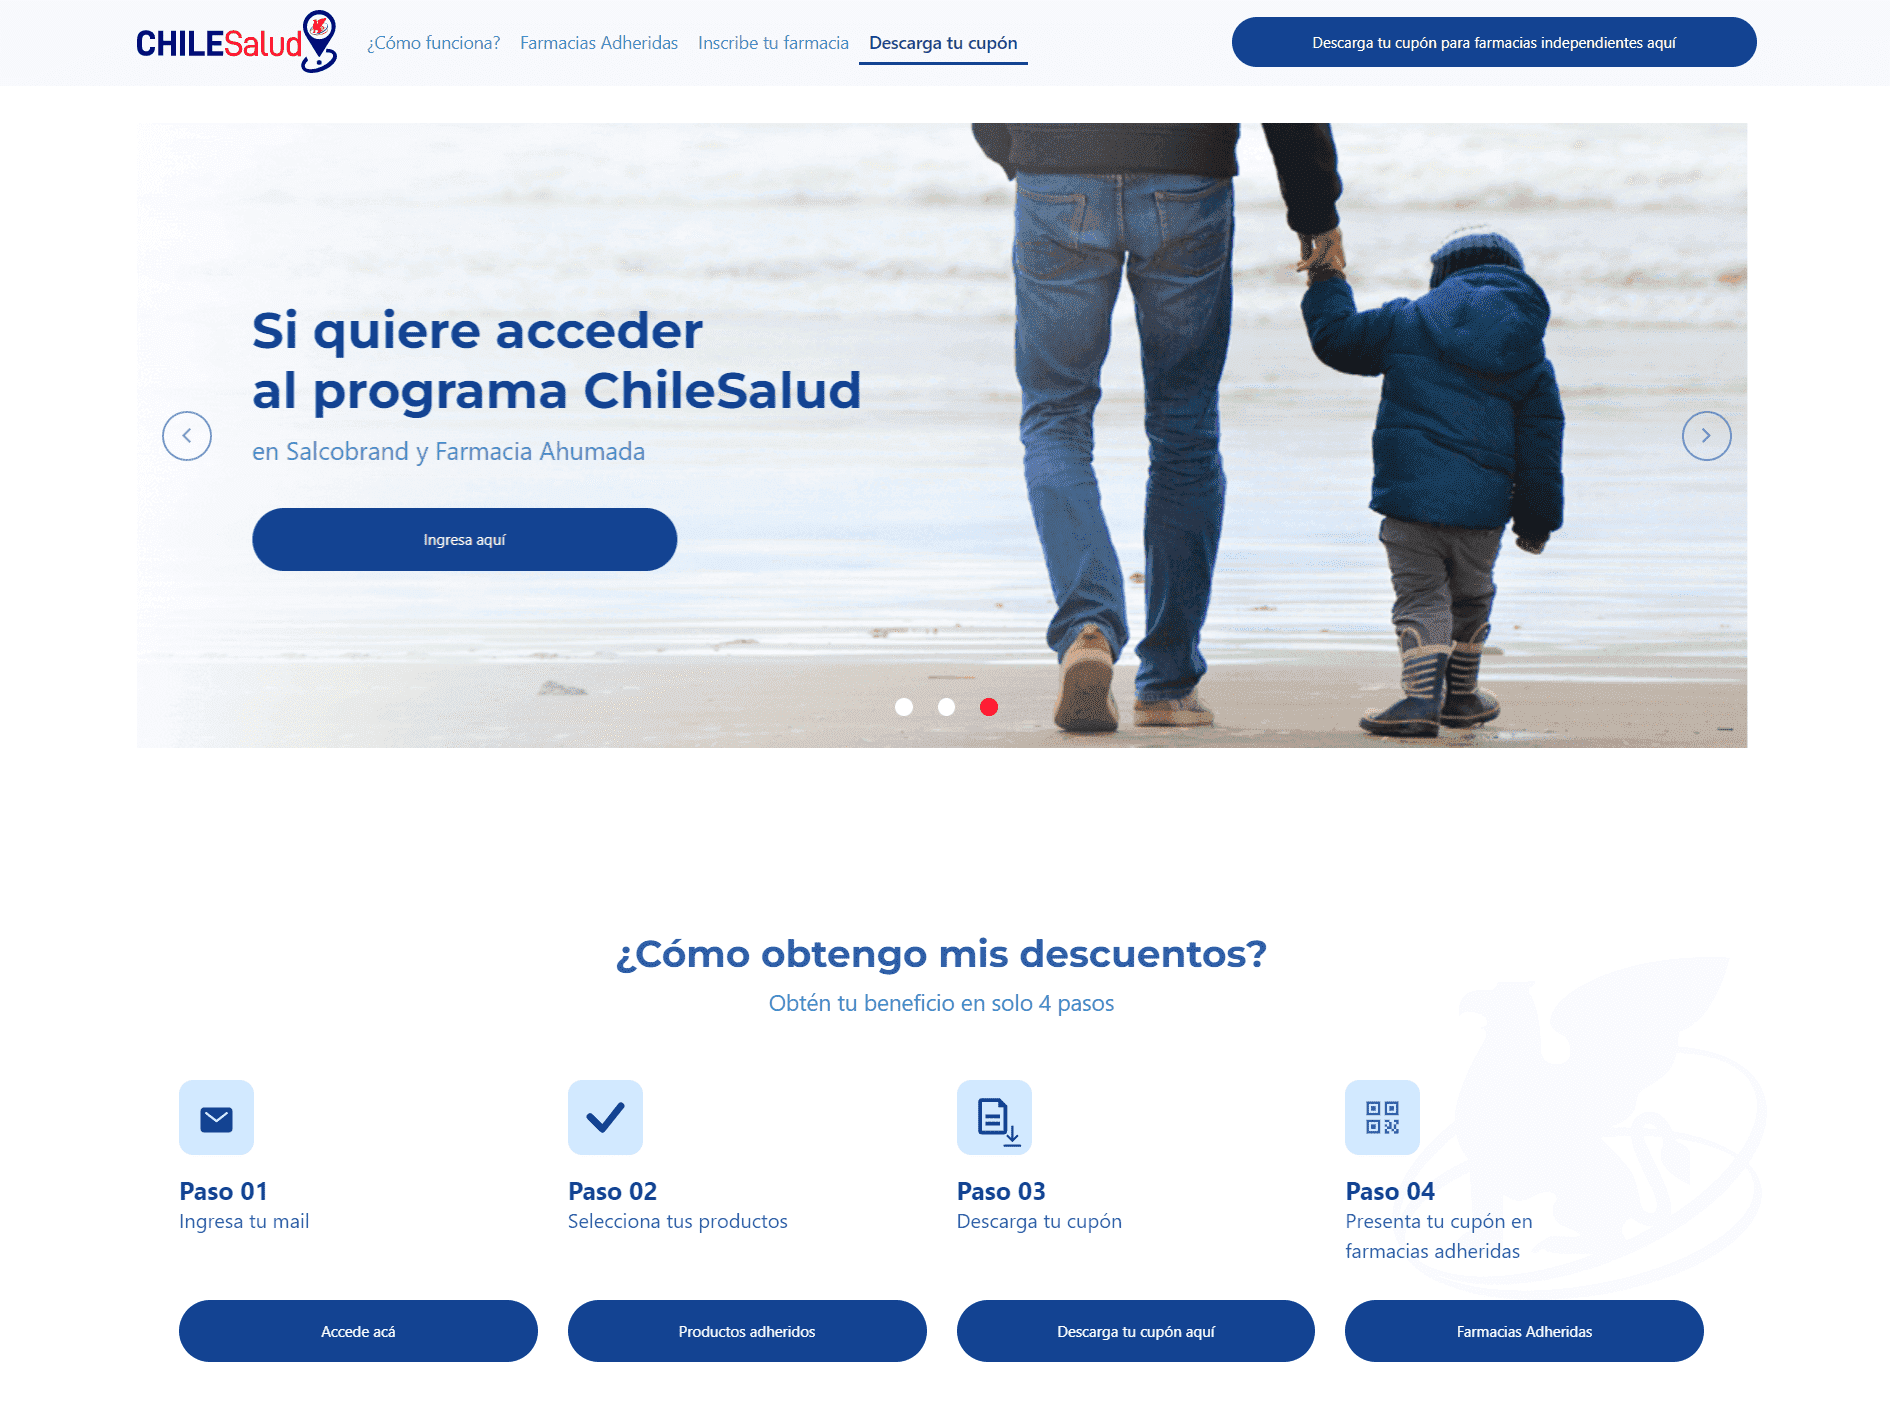 CHILESalud
¿Cómo funciona?
Farmacias Adheridas
Inscribe tu farmacia
Descarga tu cupón
Descarga tu cupón para farmacias independientes aquí
Si quiere acceder
al programa ChileSalud
en Salcobrand y Farmacia Ahumada
Ingresa aquí
¿Cómo obtengo mis descuentos?
Obtén tu beneficio en solo 4 pasos
Paso 01
Ingresa tu mail
Accede acá
Paso 02
Selecciona tus productos
Productos adheridos
Paso 03
Descarga tu cupón
Descarga tu cupón aquí
Paso 04
Presenta tu cupón en
farmacias adheridas
Farmacias Adheridas